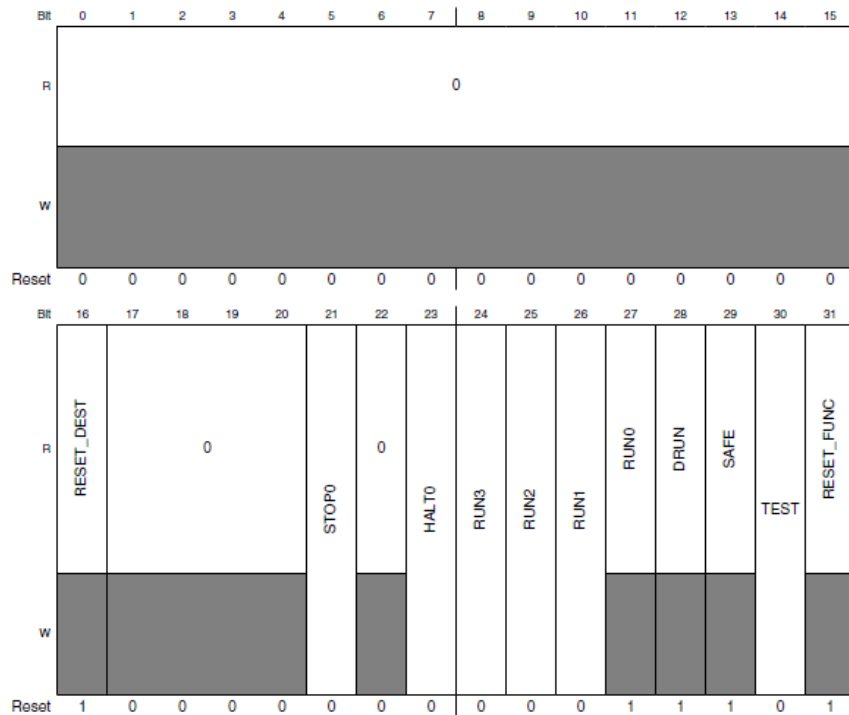 Bit 0 1 2 3 4 5 6 7 8 9 10 11 12 13 14 15
R 0
W
Reset 0 0 0 0 0 0 0 0 0 0 0 0 0 0 0 0
Bit 16 17 18 19 20 21 22 23 24 25 26 27 28 29 30 31
R RESET_DEST 0 STOP0 0 HALT0 RUN3 RUN2 RUN1 RUN0 DRUN SAFE TEST RESET_FUNC
W
Reset 1 0 0 0 0 0 0 0 0 0 0 1 1 1 0 1